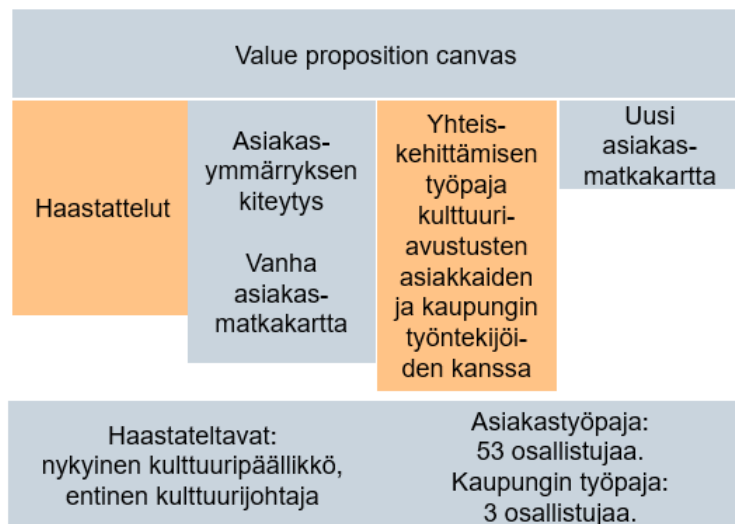 Value proposition canvas
Haastattelut
Asiakas-
ymmärryksen
kiteytys
Vanha
asiakas-
matkakartta
Yhteis-
kehittämisen
työpaja
kulttuuri-
avustusten
asiakkaiden
ja kaupungin
työntekijöi-
den kanssa
Uusi
asiakas-
matkakartta
Haastateltavat:
nykyinen kulttuuripäällikkö,
entinen kulttuurijohtaja
Asiakastyöpaja:
53 osallistujaa.
Kaupungin työpaja:
3 osallistujaa.